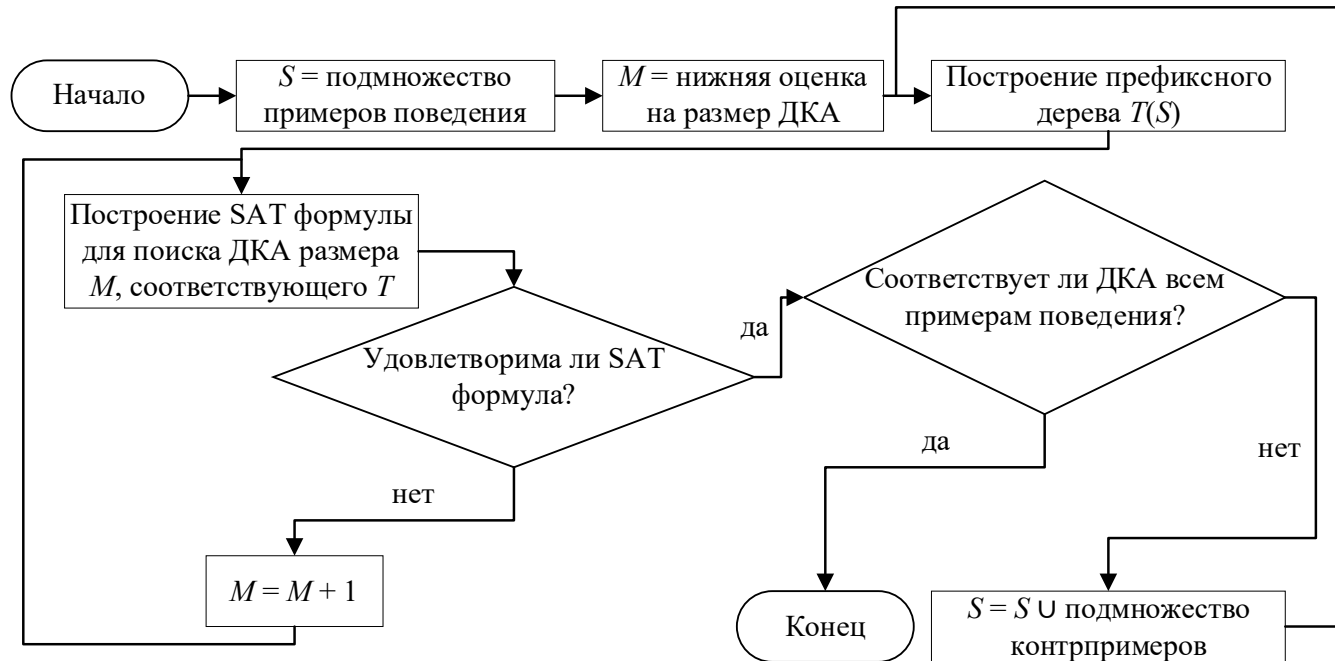 Начало
S = подмножество
примеров поведения
M = нижняя оценка
на размер ДКА
Построение префиксного
дерева T(S)
Построение SAT формулы
для поиска ДКА размера
M, соответствующего T
Удовлетворима ли SAT
формула?
да
Соответствует ли ДКА всем
примерам поведения?
нет
да
нет
M = M + 1
Конец
S = S ∪ подмножество
контрпримеров